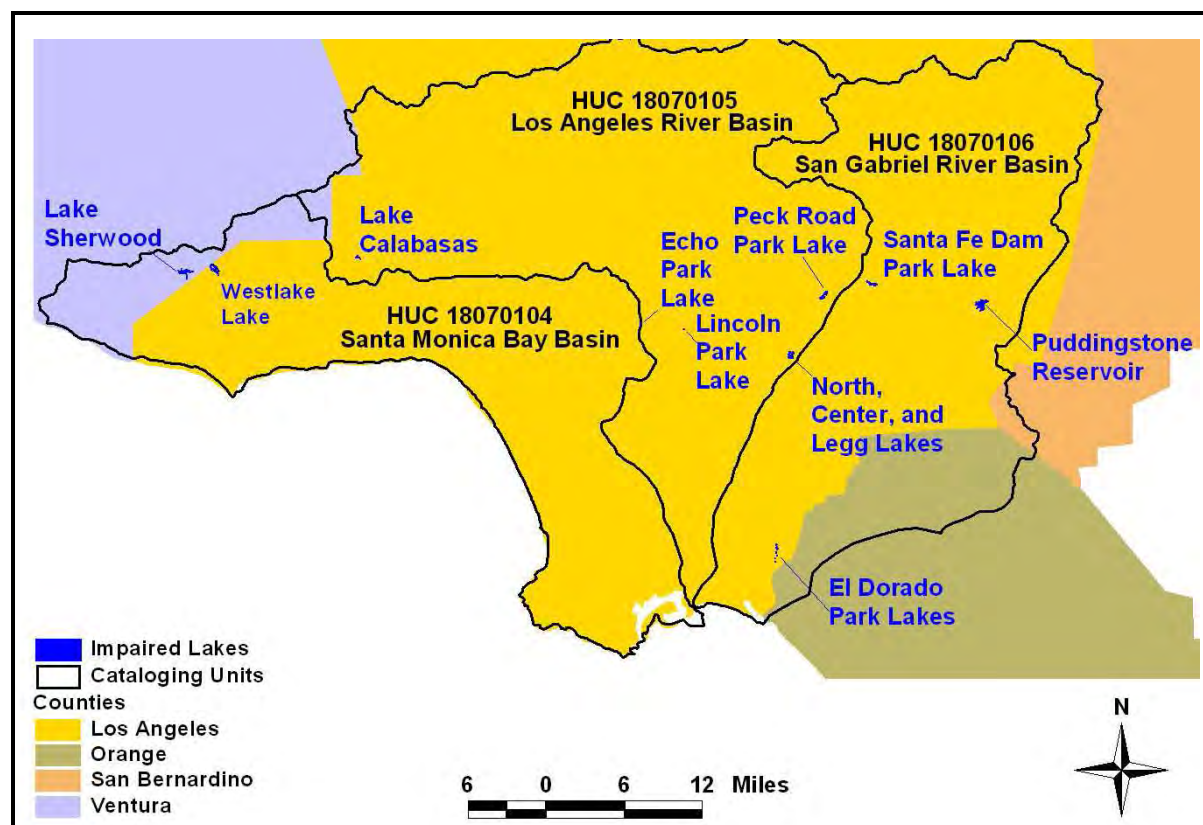 HUC 18070105
Los Angeles River Basin
HUC 18070106
San Gabriel River Basin
Lake
Sherwood
Lake
Calabasas
Westlake
Lake
Echo
Park
Lake
Peck Road
Park Lake
Santa Fe Dam
Park Lake
HUC 18070104
Santa Monica Bay Basin
Lincoln
Park
Lake
Puddingstone
Reservoir
North,
Center, and
Legg Lakes
El Dorado
Park Lakes
Impaired Lakes
Cataloging Units
Counties
Los Angeles
Orange
San Bernardino
Ventura
6 0 6 12 Miles
N